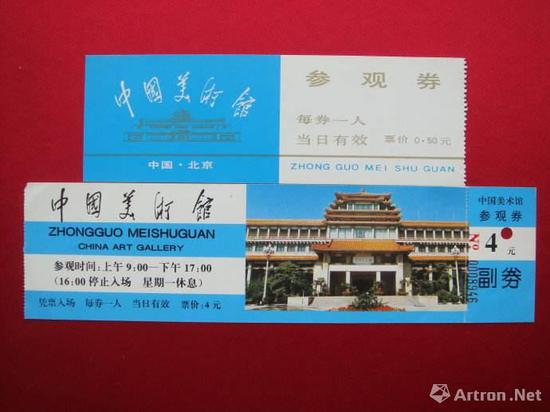 中国美术馆
中国·北京
参观券
每券一人
当日有效 票价 0·50元
ZHONG GUO MEI SHU GUAN
中国美术馆
ZHONGGUO MEISHUGUAN
CHINA ART GALLERY
参观时间:上午9:00—下午17:00
(16:00停止入场 星期一休息)
凭票入场 每券一人 当日有效 票价:4元
中国美术馆
参观券
4元
副券
No
Artron.Net